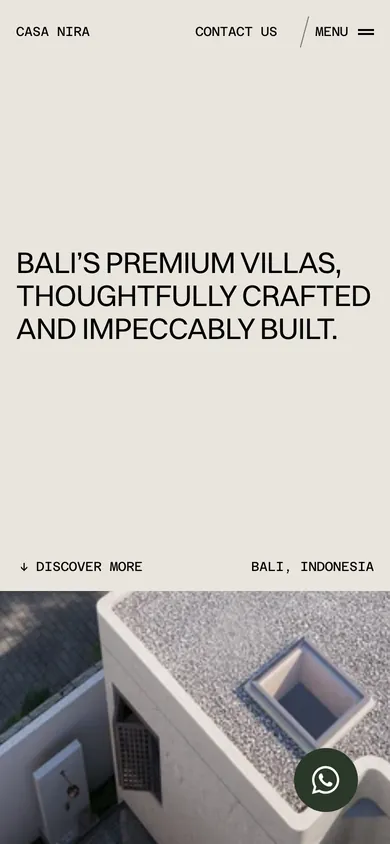 CASA NIRA
CONTACT US
MENU
BALI’S PREMIUM VILLAS,
THOUGHTFULLY CRAFTED
AND IMPECCABLY BUILT.
↓ DISCOVER MORE
BALI, INDONESIA